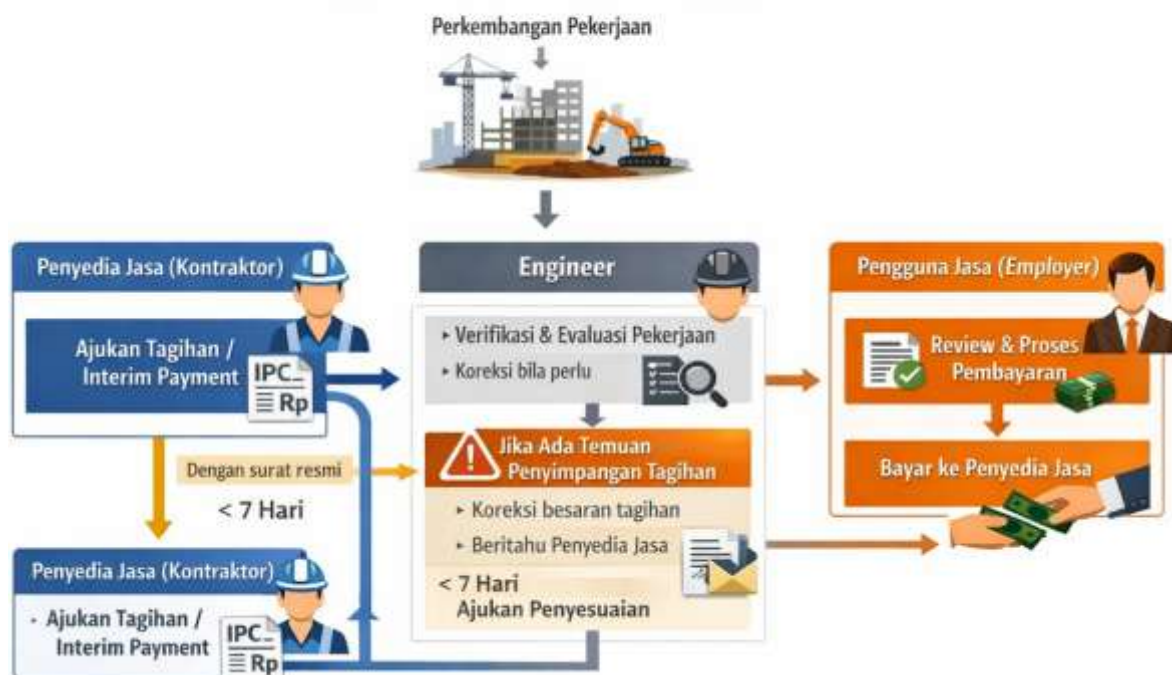 Perkembangan Pekerjaan
Penyedia Jasa (Kontraktor)
Ajukan Tagihan /
Interim Payment
IPC_
Rp
Engineer
▸ Verifikasi & Evaluasi Pekerjaan
▸ Koreksi bila perlu
Pengguna Jasa (Employer)
Review & Proses
Pembayaran
Bayar ke Penyedia Jasa
Dengan surat resmi
< 7 Hari
Jika Ada Temuan
Penyimpangan Tagihan
▸ Koreksi besaran tagihan
▸ Beritahu Penyedia Jasa
< 7 Hari
Ajukan Penyesuaian
Penyedia Jasa (Kontraktor)
· Ajukan Tagihan /
Interim Payment
IPC_
Rp